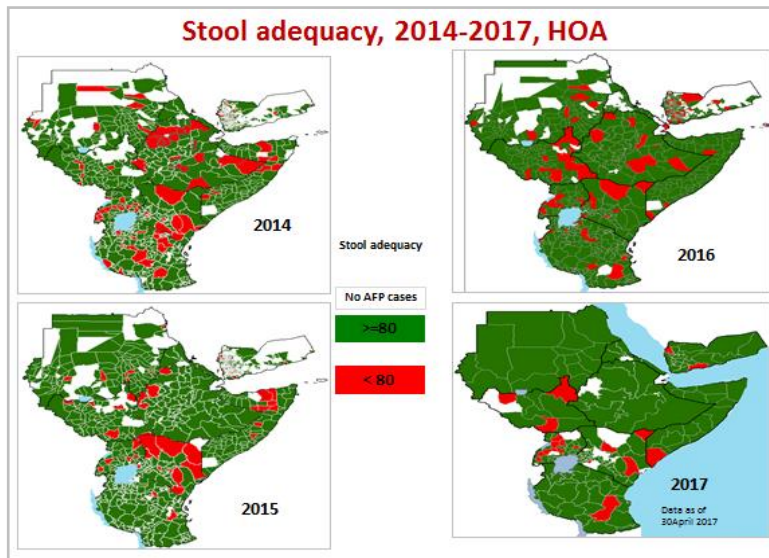 Stool adequacy, 2014-2017, HOA
2014
Stool adequacy
No AFP cases
>=80
< 80
2016
2015
2017
Data as of
30April 2017